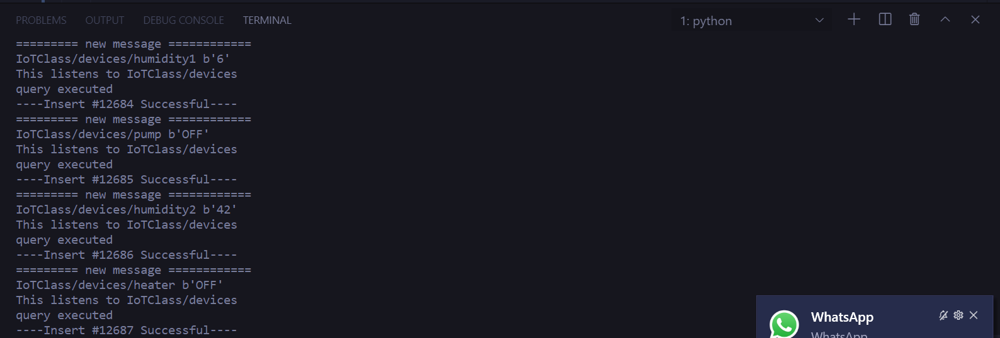 PROBLEMS OUTPUT DEBUG CONSOLE TERMINAL 1: python
========= new message ============
IoTClass/devices/humidity1 b'6'
This listens to IoTClass/devices
query executed
----Insert #12684 Successful----
========= new message ============
IoTClass/devices/pump b'OFF'
This listens to IoTClass/devices
query executed
----Insert #12685 Successful----
========= new message ============
IoTClass/devices/humidity2 b'42'
This listens to IoTClass/devices
query executed
----Insert #12686 Successful----
========= new message ============
IoTClass/devices/heater b'OFF'
This listens to IoTClass/devices
query executed
----Insert #12687 Successful----
WhatsApp
WhatsApp